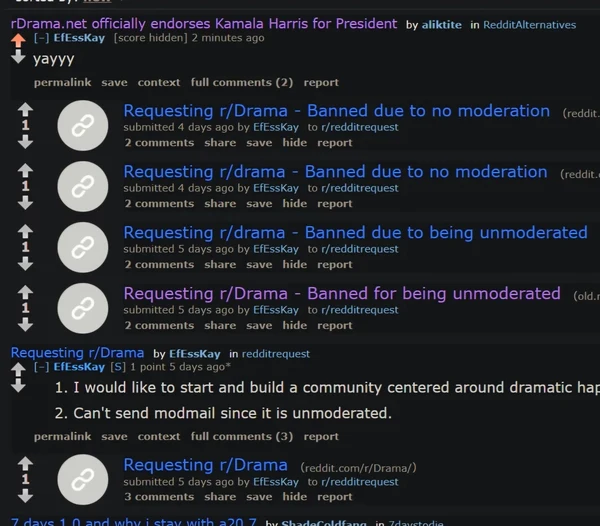 rDrama.net officially endorses Kamala Harris for President by aliktite in RedditAlternatives
[–] EfEssKay [score hidden] 2 minutes ago
yayyy
permalink save context full comments (2) report
Requesting r/Drama - Banned due to no moderation (reddit.
1
submitted 4 days ago by EfEssKay to r/redditrequest
2 comments share save hide report
Requesting r/drama - Banned due to no moderation (reddit.
1
submitted 4 days ago by EfEssKay to r/redditrequest
2 comments share save hide report
Requesting r/drama - Banned due to being unmoderated
1
submitted 5 days ago by EfEssKay to r/redditrequest
2 comments share save hide report
Requesting r/Drama - Banned for being unmoderated (old.r
1
submitted 5 days ago by EfEssKay to r/redditrequest
2 comments share save hide report
Requesting r/Drama by EfEssKay in redditrequest
[–] EfEssKay [S] 1 point 5 days ago*
1. I would like to start and build a community centered around dramatic hap
2. Can't send modmail since it is unmoderated.
permalink save context full comments (3) report
Requesting r/Drama (reddit.com/r/Drama/)
1
submitted 5 days ago by EfEssKay to r/redditrequest
3 comments share save hide report
7 days 1.0 and why i stay with a20.7 by ShadeColdfang in 7daystodie